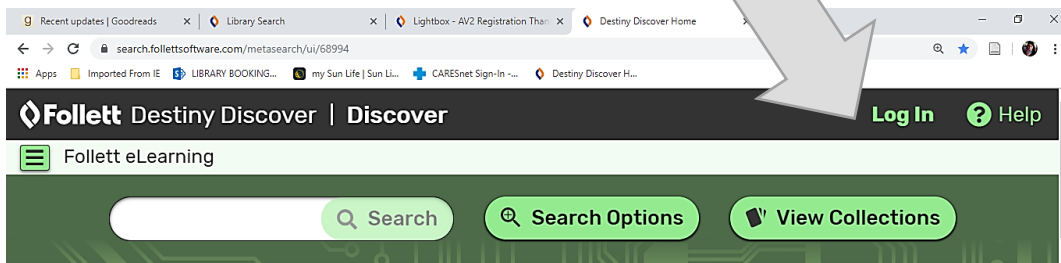 Recent updates | Goodreads
Library Search
Lightbox - AV2 Registration Than
Destiny Discover Home
search.follettsoftware.com/metasearch/ui/68994
Apps
Imported From IE
LIBRARY BOOKING...
my Sun Life | Sun Li...
CARESnet Sign-In -...
Destiny Discover H...
Follett Destiny Discover | Discover
Log In
? Help
Follett eLearning
Search
Search Options
View Collections